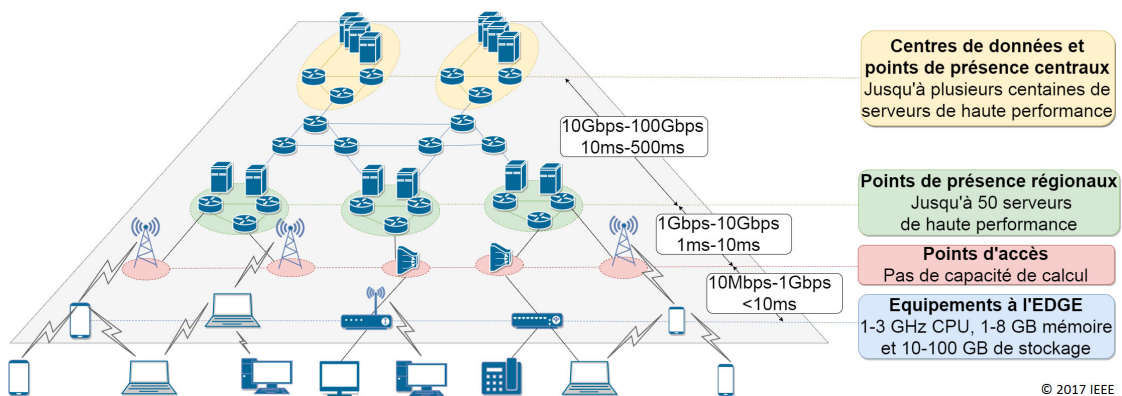 Centres de données et
points de présence centraux
Jusqu'à plusieurs centaines de
serveurs de haute performance
10Gbps-100Gbps
10ms-500ms
Points de présence régionaux
Jusqu'à 50 serveurs
de haute performance
1Gbps-10Gbps
1ms-10ms
Points d'accès
Pas de capacité de calcul
10Mbps-1Gbps
<10ms
Equipements à l'EDGE
1-3 GHz CPU, 1-8 GB mémoire
et 10-100 GB de stockage
© 2017 IEEE